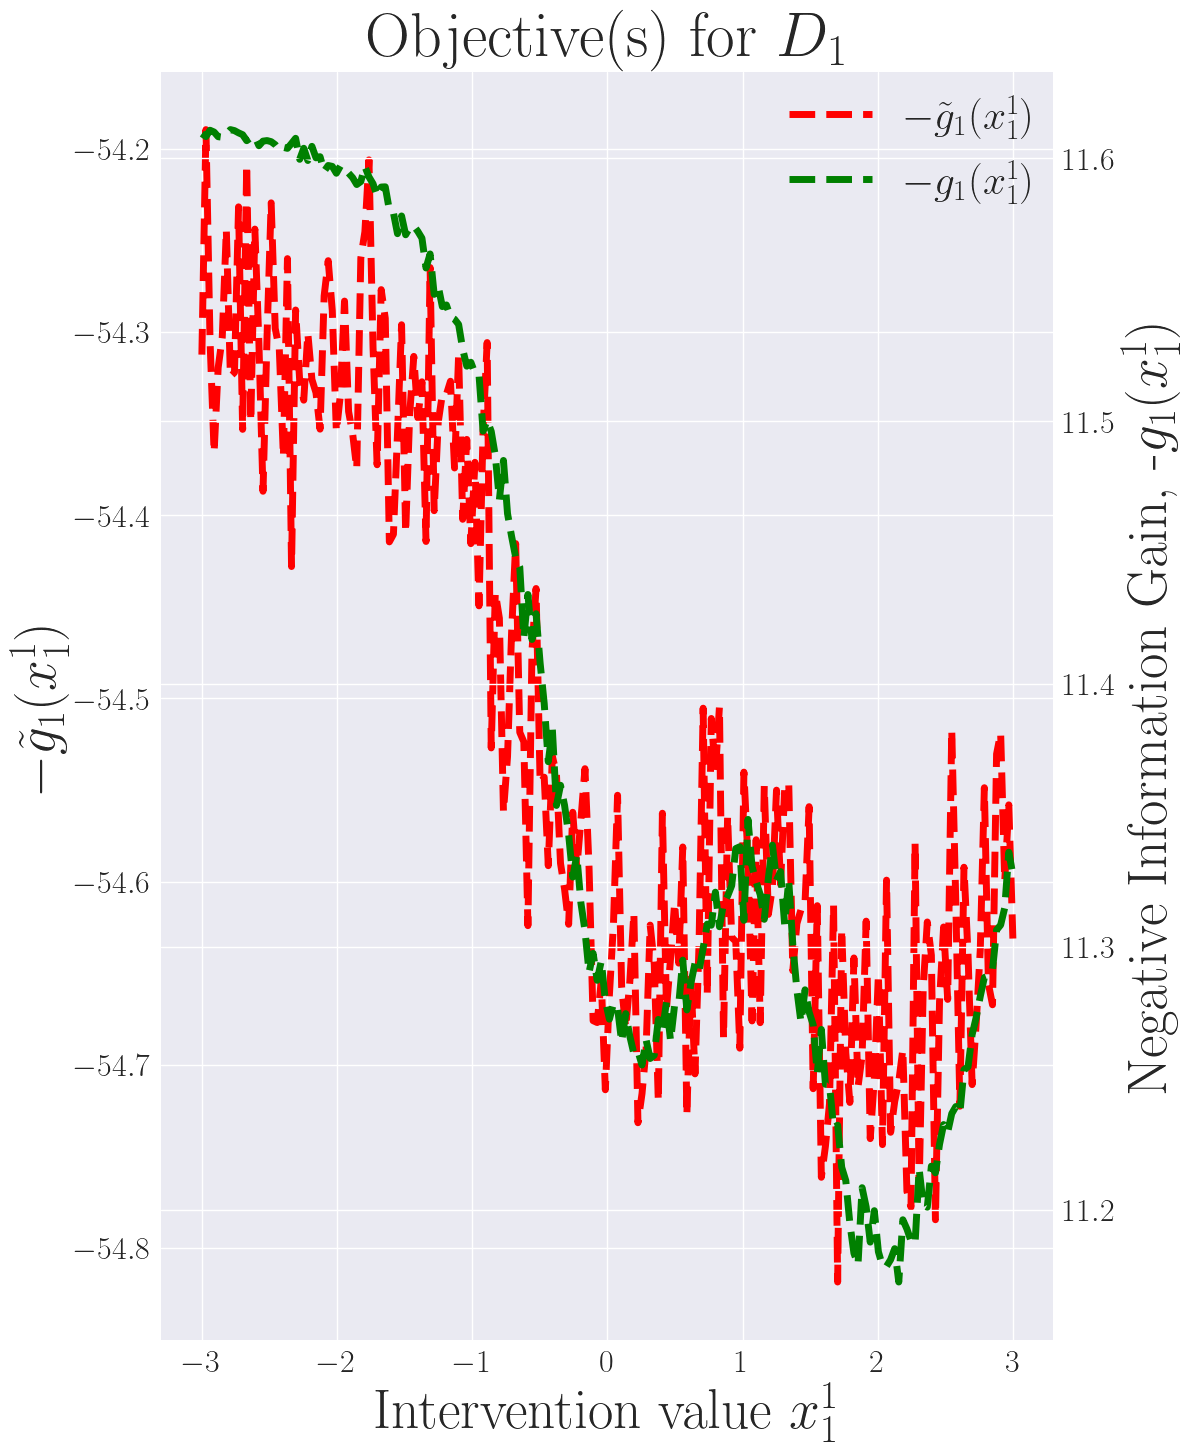 Objective(s) for $D_1$
$-\tilde{g}_1(x_1^1)$
$-g_1(x_1^1)$
−54.2
−54.3
−54.4
−54.5
−54.6
−54.7
−54.8
$-\tilde{g}_1(x_1^1)$
11.6
11.5
11.4
11.3
11.2
Negative Information Gain, -$g_1(x_1^1)$
−3 −2 −1 0 1 2 3
Intervention value $x_1^1$